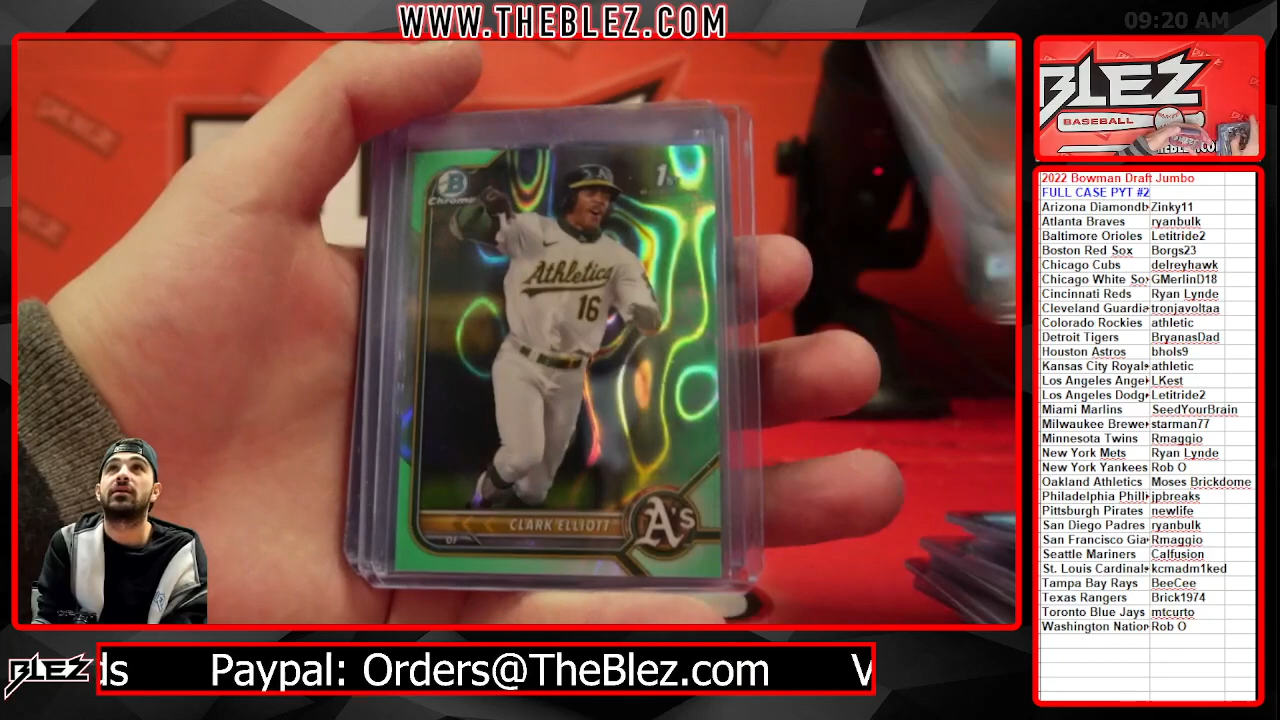 WWW.THEBLEZ.COM
09:20 AM
BLEZ
BASEBALL
2022 Bowman Draft Jumbo
FULL CASE PYT #2
Arizona Diamondb Zinky11
Atlanta Braves ryanbulk
Baltimore Orioles Letitride2
Boston Red Sox Borgs23
Chicago Cubs delreyhawk
Chicago White Sox GMerlinD18
Cincinnati Reds Ryan Lynde
Cleveland Guardia tronjavoltaa
Colorado Rockies athletic
Detroit Tigers BryanasDad
Houston Astros bhols9
Kansas City Royals athletic
Los Angeles Angel LKest
Los Angeles Dodg Letitride2
Miami Marlins SeedYourBrain
Milwaukee Brewe starman77
Minnesota Twins Rmaggio
New York Mets Ryan Lynde
New York Yankees Rob O
Oakland Athletics Moses Brickdome
Philadelphia Philli jpbreaks
Pittsburgh Pirates newlife
San Diego Padres ryanbulk
San Francisco Gia Rmaggio
Seattle Mariners Calfusion
St. Louis Cardinal kcmadm1ked
Tampa Bay Rays BeeCee
Texas Rangers Brick1974
Toronto Blue Jays mtcurto
Washington Nation Rob O
B
Chrome
1st
Athletics
16
CLARK ELLIOTT
OF
A's
BLEZ
ds Paypal: Orders@TheBlez.com V